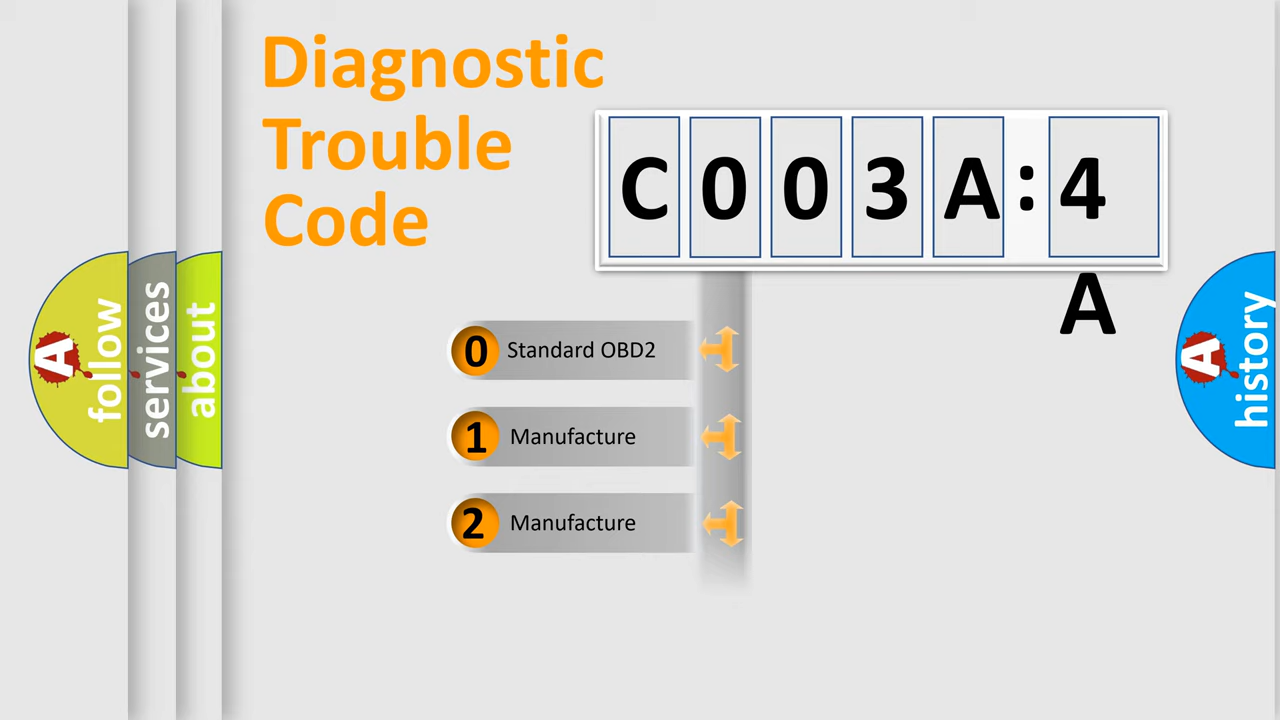 Diagnostic
Trouble
Code
C003A:4
A
0 Standard OBD2
1 Manufacture
2 Manufacture
A follow
services
about
A history